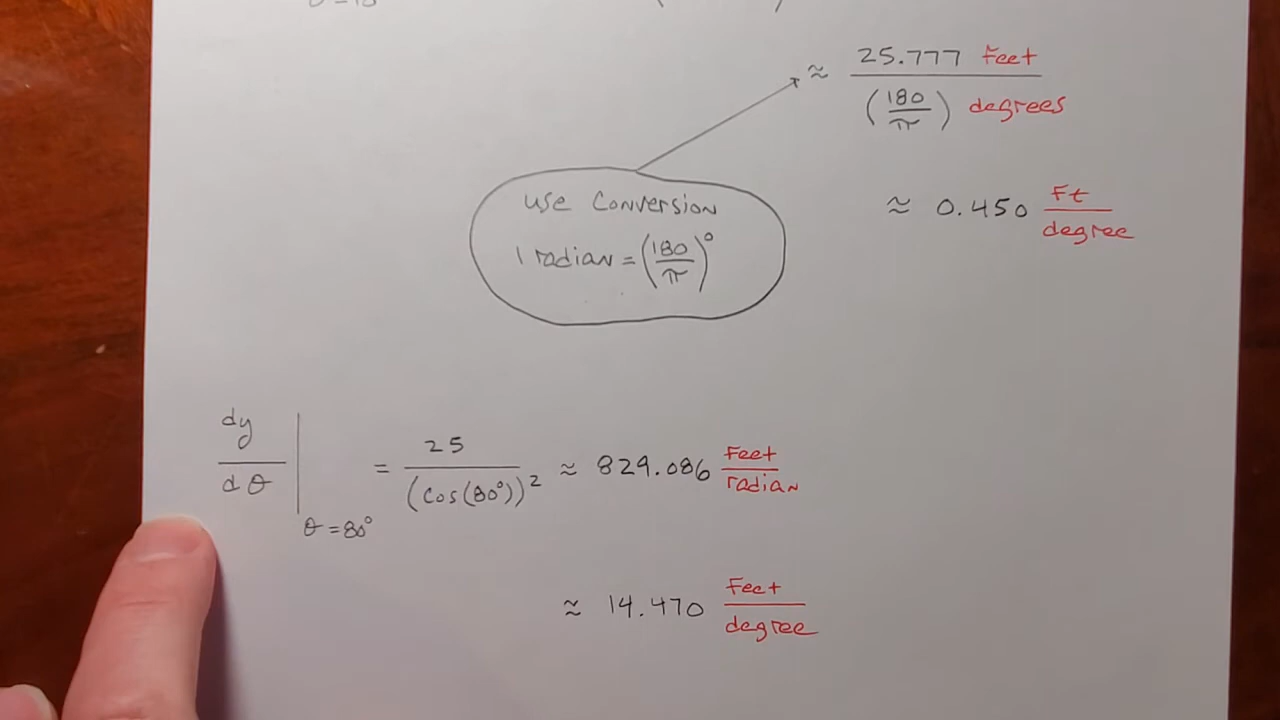 ≈ 25.777 feet / (180/π) degrees
≈ 0.450 Ft/degree
use conversion
1 radian = (180/π)°
dy/dθ |θ=80° = 25/(cos(80°))² ≈ 829.086 Feet/radian
≈ 14.470 Feet/degree